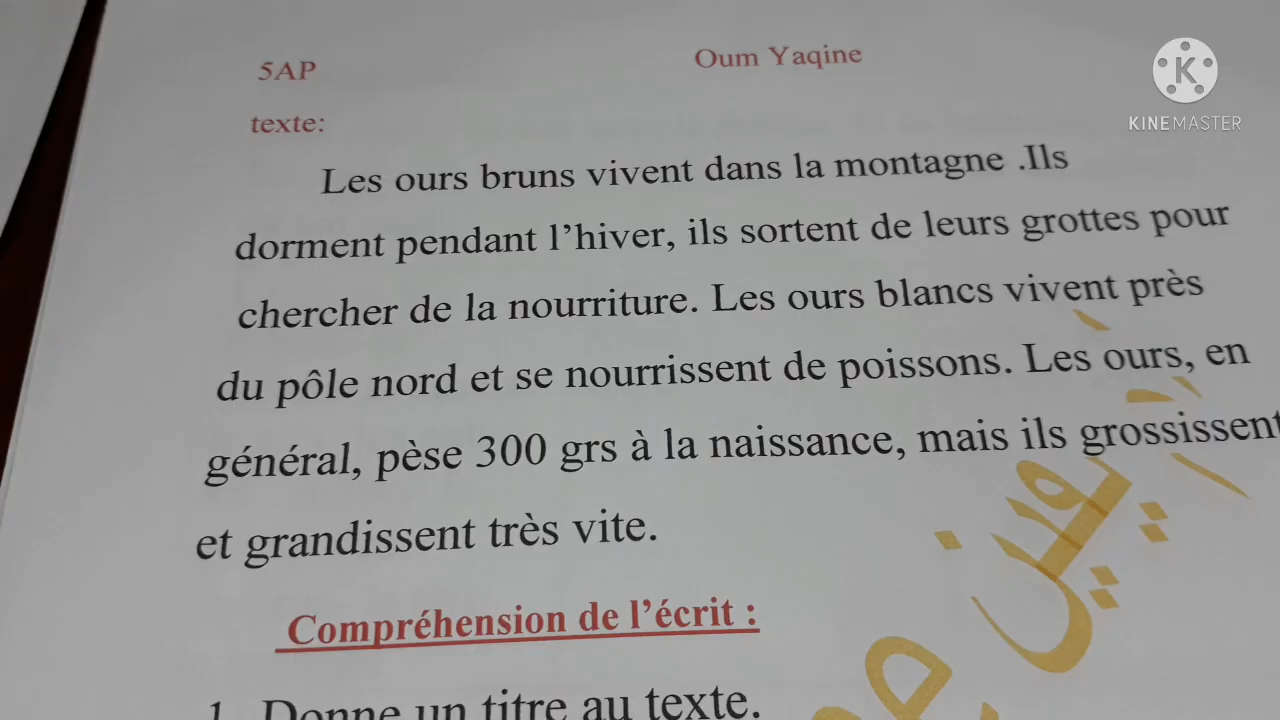 5AP Oum Yaqine
KINEMASTER
texte:
Les ours bruns vivent dans la montagne .Ils
dorment pendant l’hiver, ils sortent de leurs grottes pour
chercher de la nourriture. Les ours blancs vivent près
du pôle nord et se nourrissent de poissons. Les ours, en
général, pèse 300 grs à la naissance, mais ils grossissent
et grandissent très vite.
Compréhension de l’écrit :
1. Donne un titre au texte.